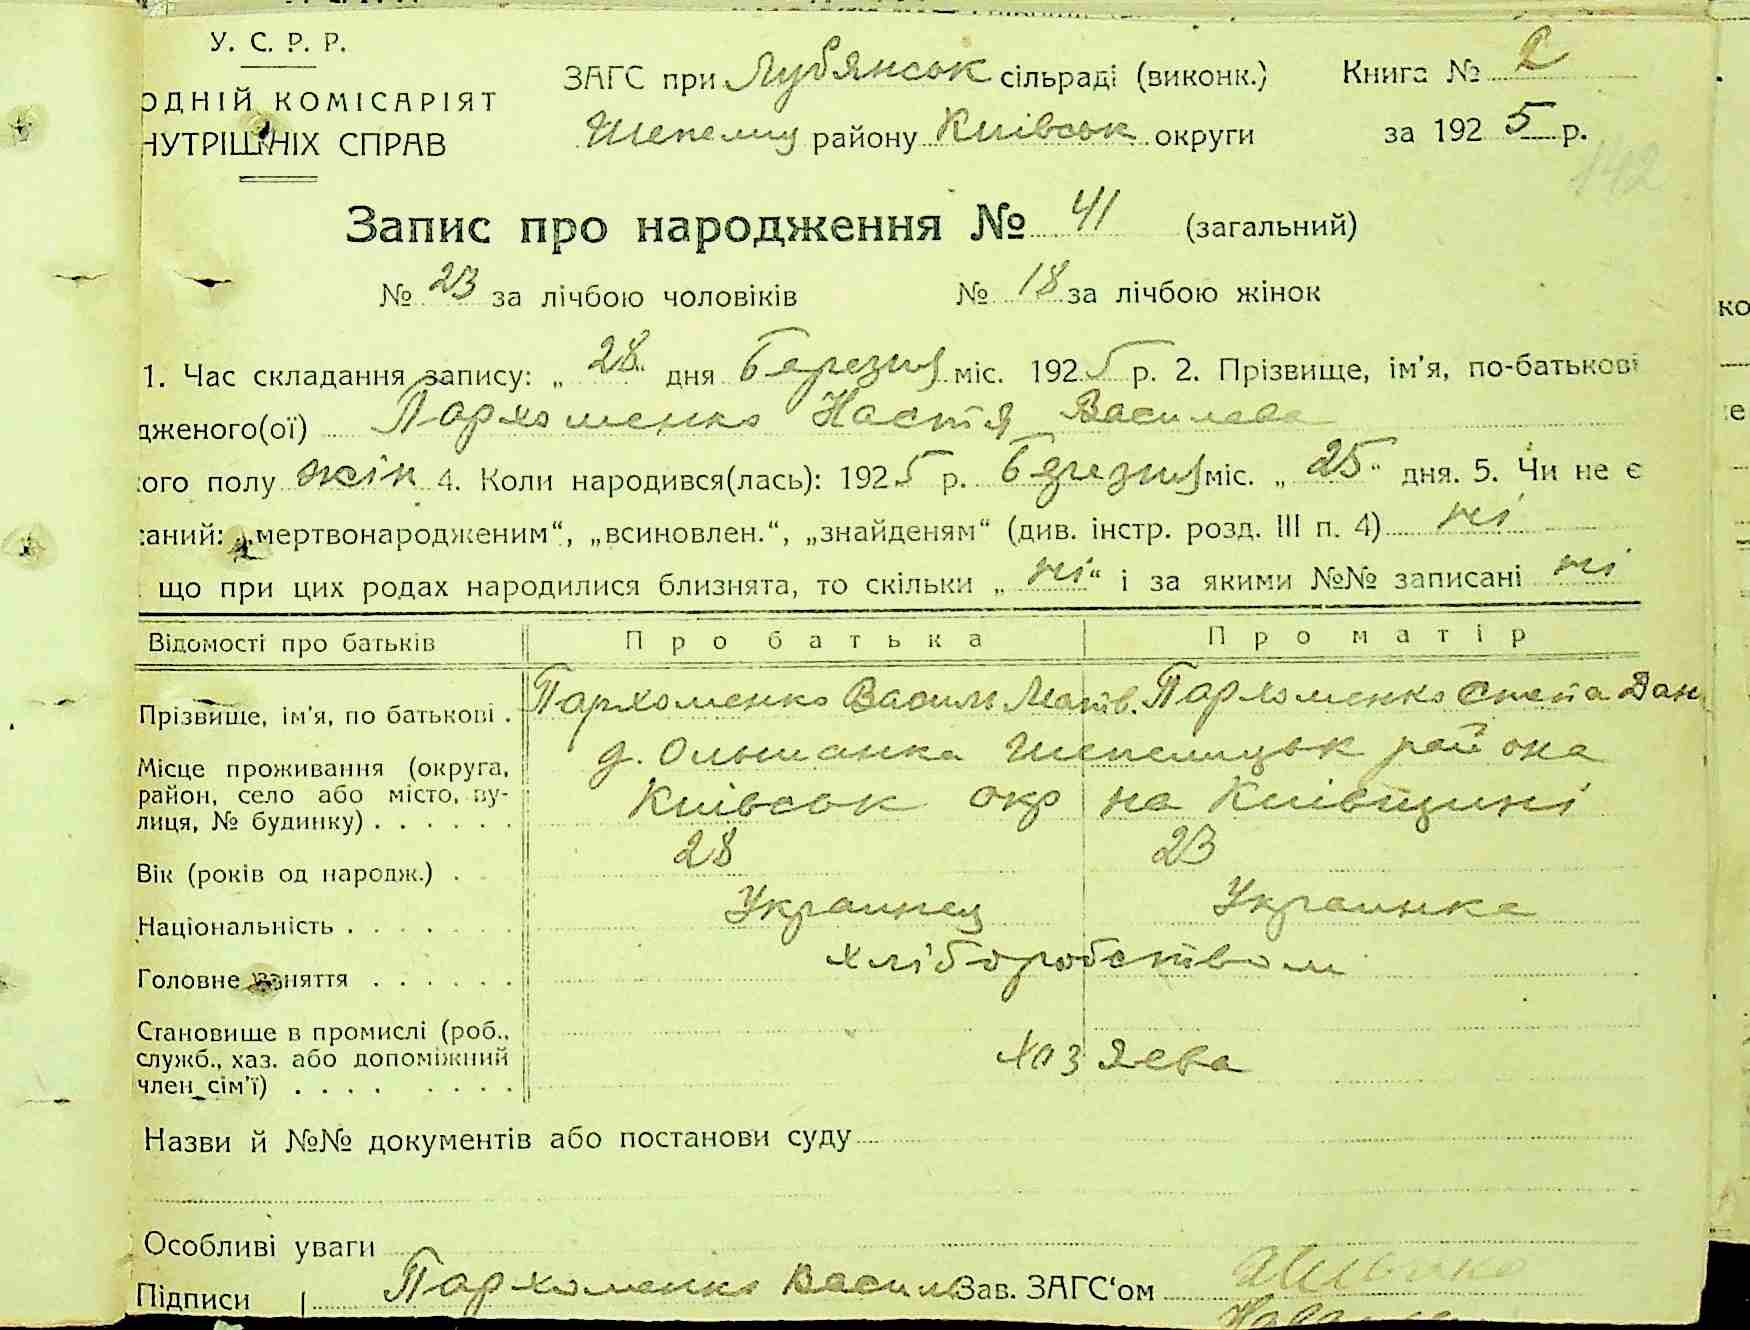 У. С. Р. Р.
ОДНІЙ КОМІСАРІЯТ
НУТРІШНІХ СПРАВ
ЗАГС при Лубянськ сільраді (виконк.) Книга № 2
Шепелиц району Київськ округи за 1925 р.
142
Запис про народження № 41 (загальний)
№ 23 за лічбою чоловіків № 18 за лічбою жінок
1. Час складання запису: „28" дня Березня міс. 1925 р. 2. Прізвище, ім'я, по-батькові
дженого(ої) Пархоменко Настя Василева
ого полу жін 4. Коли народився(лась): 1925 р. Березня міс. „25" дня. 5. Чи не є
саний: „мертвонародженим", „всиновлен.", „знайденям" (див. інстр. розд. III п. 4) ні
що при цих родах народилися близнята, то скільки „ні" і за якими №№ записані ні
Відомості про батьків Про батька Про матір
Прізвище, ім'я, по батькові . Пархоменко Василь Матв. Пархоменко Дан
Місце проживання (округа, район, село або місто, вулиця, № будинку) . . . . . .
д. Ольшанка Шепелицьк района
Київськ окр на Київщині
Вік (років од народж.) . 28 23
Національність . . . . . . . Украинец Украинка
Головне заняття . . . . . . хліборобством
Становище в промислі (роб., служб., хаз. або допоміжний член сім'ї) . . . . . . . .
хозяева
Назви й №№ документів або постанови суду
Особливі уваги
Підписи Пархоменко Василь Зав. ЗАГС'ом